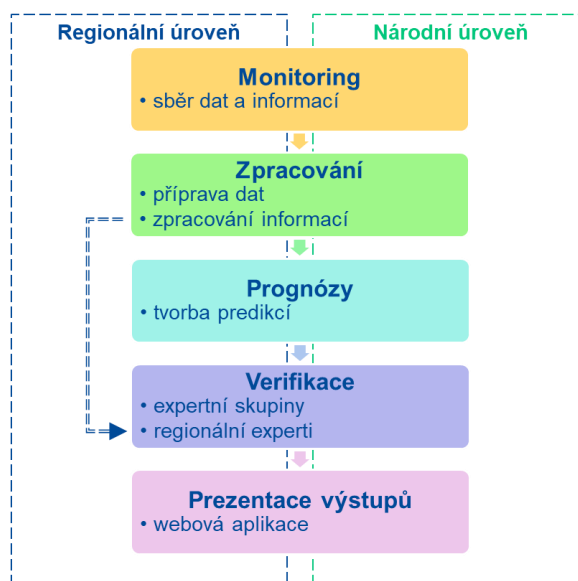 Regionální úroveň
Národní úroveň
Monitoring
• sběr dat a informací
Zpracování
• příprava dat
• zpracování informací
Prognózy
• tvorba predikcí
Verifikace
• expertní skupiny
• regionální experti
Prezentace výstupů
• webová aplikace